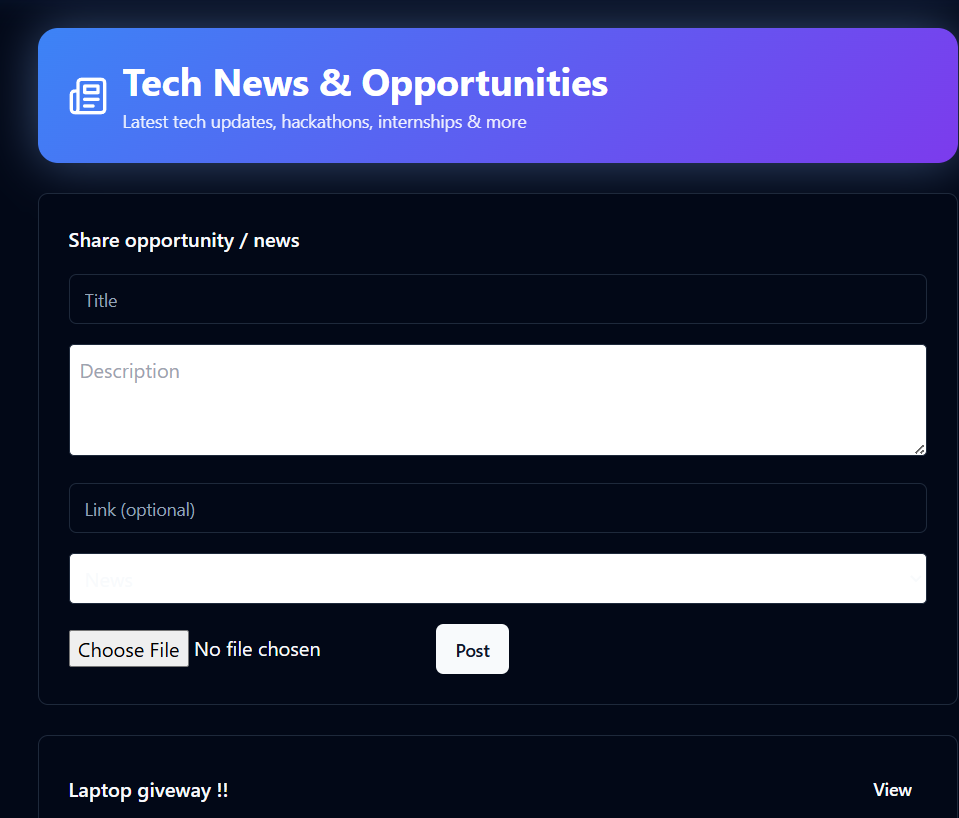 Tech News & Opportunities
Latest tech updates, hackathons, internships & more
Share opportunity / news
Title
Description
Link (optional)
News
Choose File No file chosen
Post
Laptop giveway !!
View